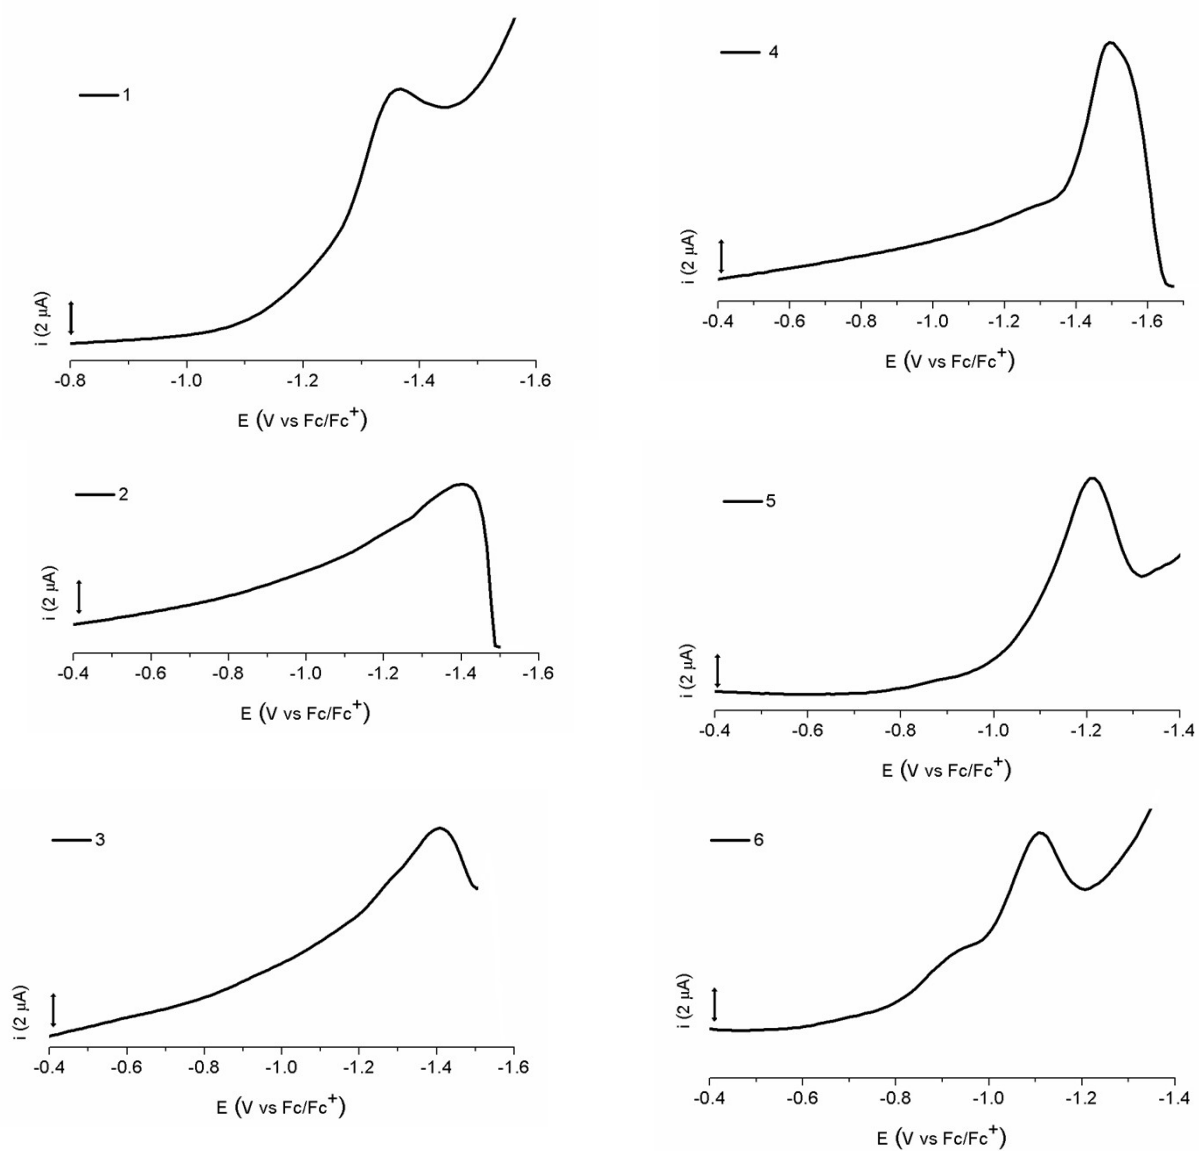 1
i (2 μA)
-0.8 -1.0 -1.2 -1.4 -1.6
E (V vs Fc/Fc+)
4
i (2 μA)
-0.4 -0.6 -0.8 -1.0 -1.2 -1.4 -1.6
E (V vs Fc/Fc+)
2
i (2 μA)
-0.4 -0.6 -0.8 -1.0 -1.2 -1.4 -1.6
E (V vs Fc/Fc+)
5
i (2 μA)
-0.4 -0.6 -0.8 -1.0 -1.2 -1.4
E (V vs Fc/Fc+)
3
i (2 μA)
-0.4 -0.6 -0.8 -1.0 -1.2 -1.4 -1.6
E (V vs Fc/Fc+)
6
i (2 μA)
-0.4 -0.6 -0.8 -1.0 -1.2 -1.4
E (V vs Fc/Fc+)